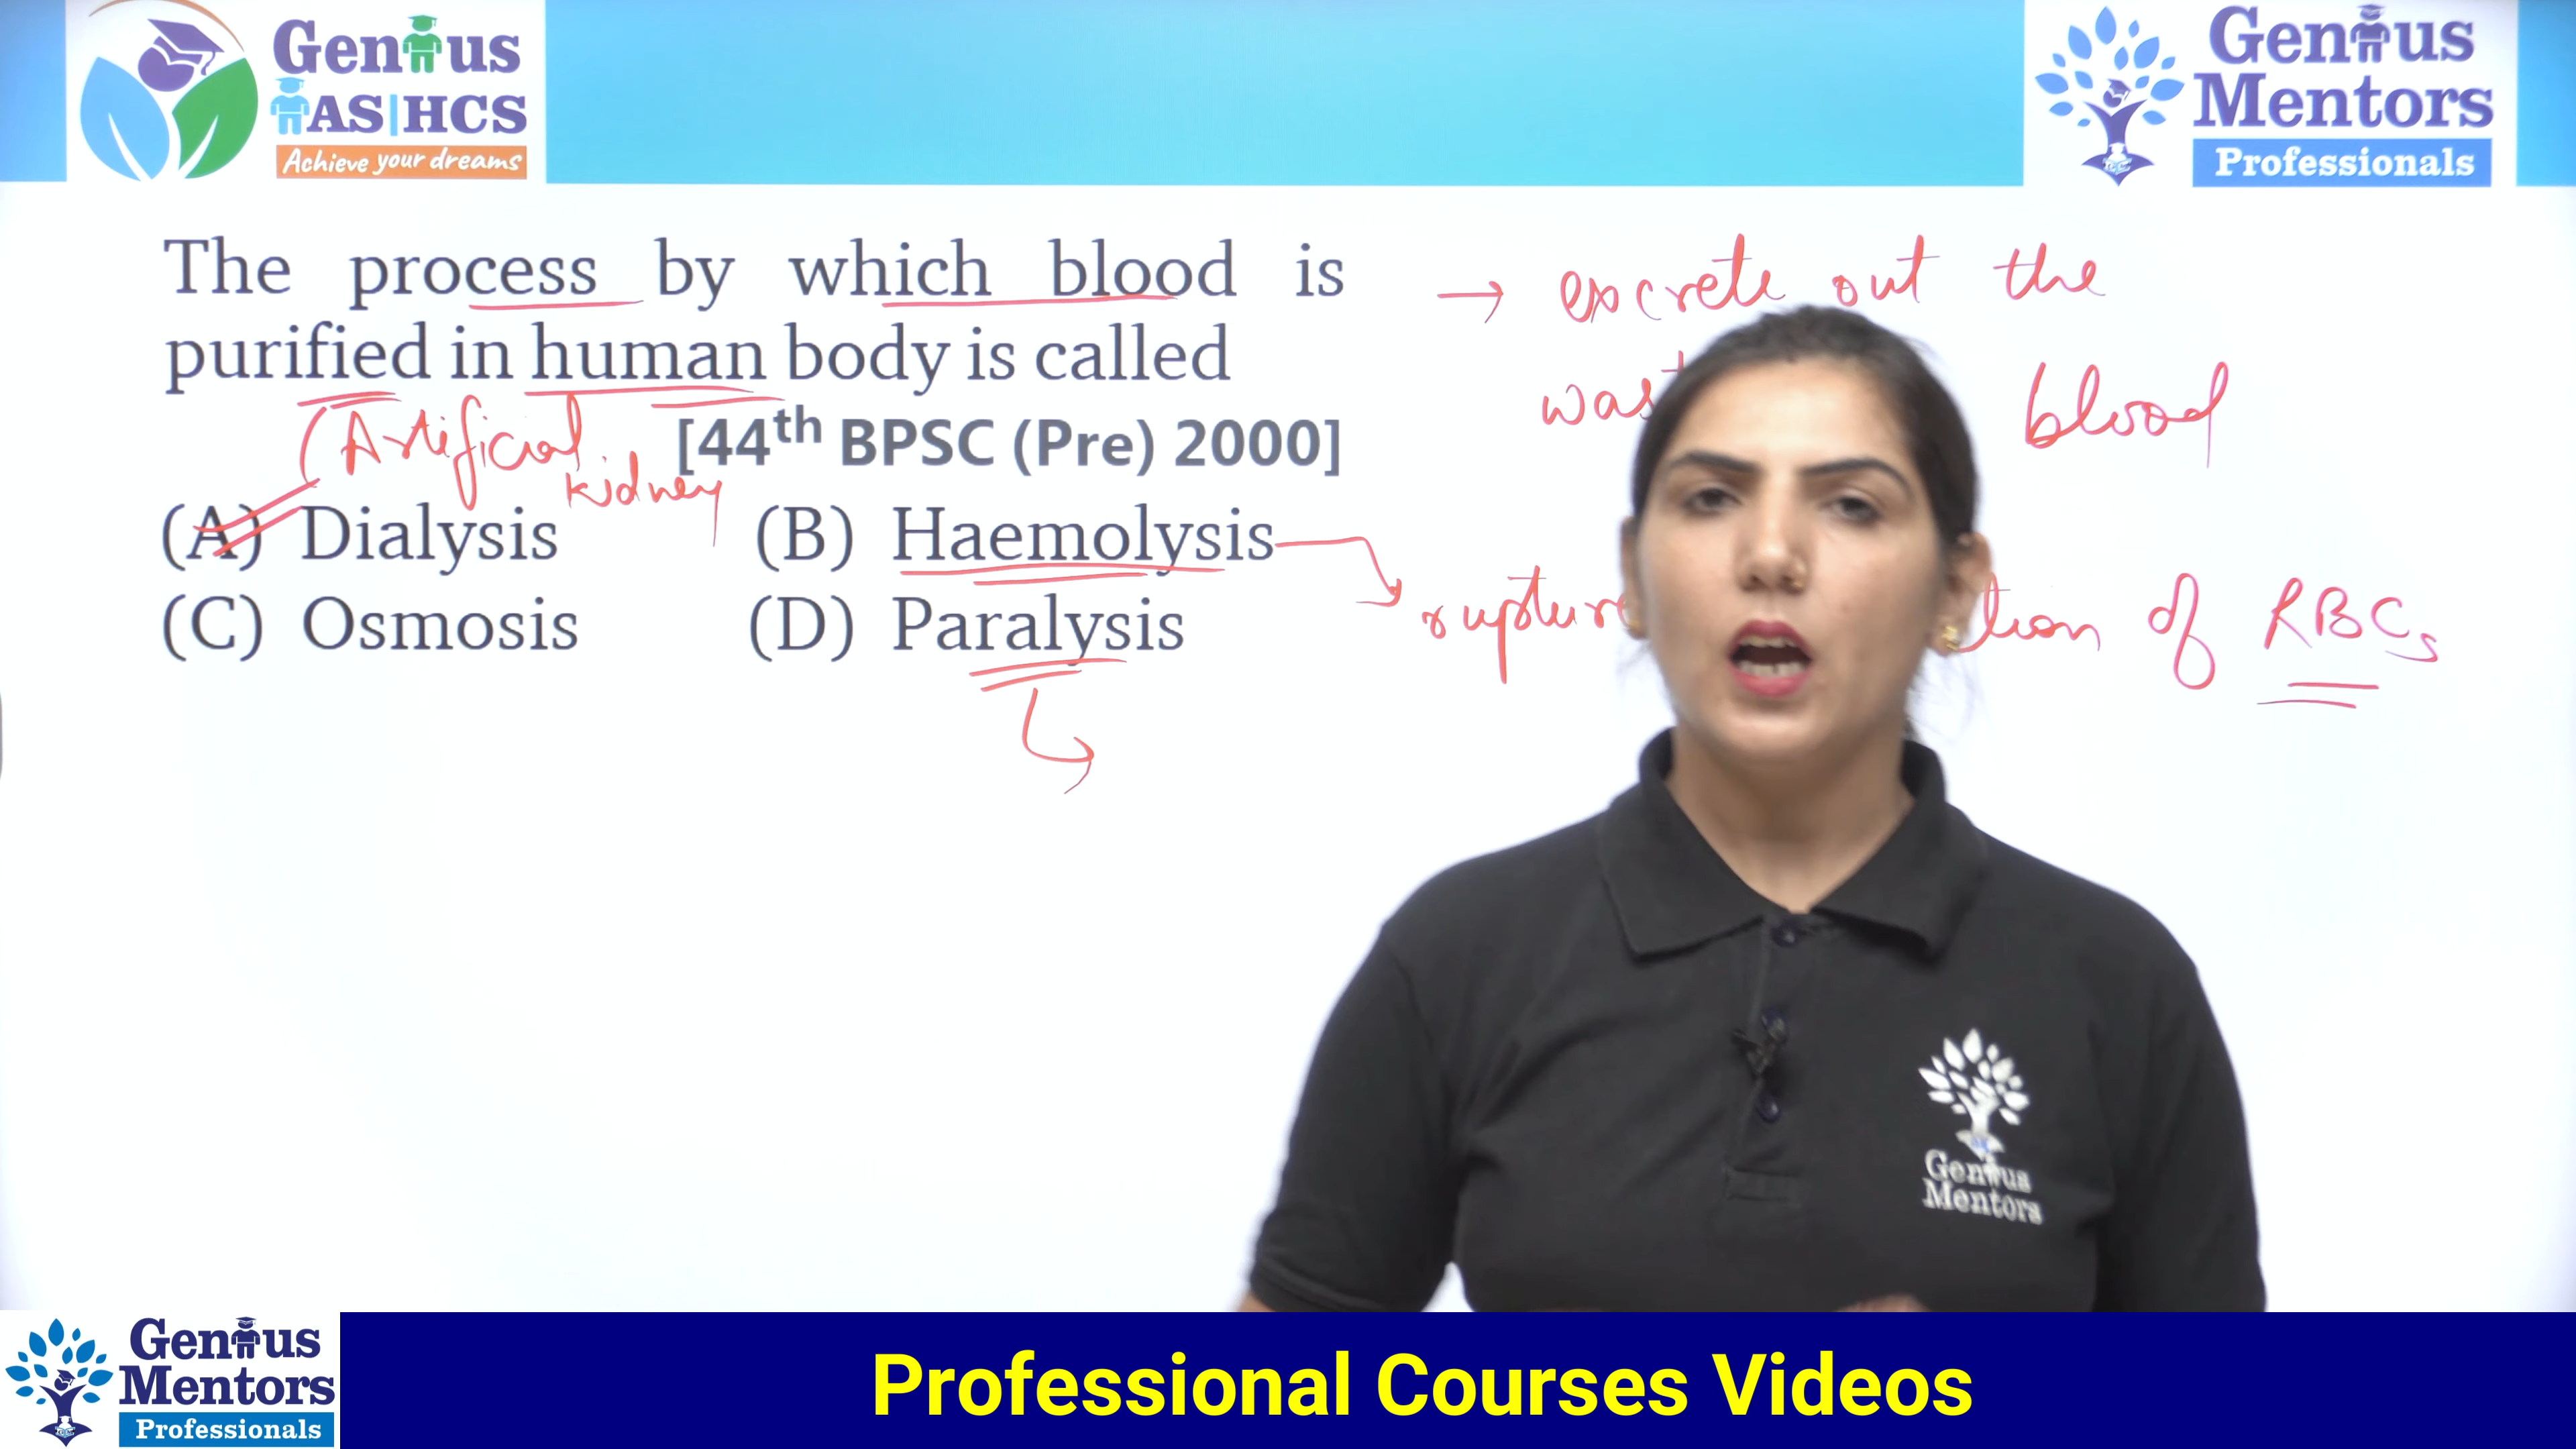 Genius
IAS|HCS
Achieve your dreams
Genius
Mentors
Professionals
The process by which blood is
purified in human body is called
[44th BPSC (Pre) 2000]
(Artificial
kidney)
(A) Dialysis (B) Haemolysis
(C) Osmosis (D) Paralysis
→ excrete out the
blood
rupture
of RBCs
Genius
Mentors
Genius
Mentors
Professionals
Professional Courses Videos